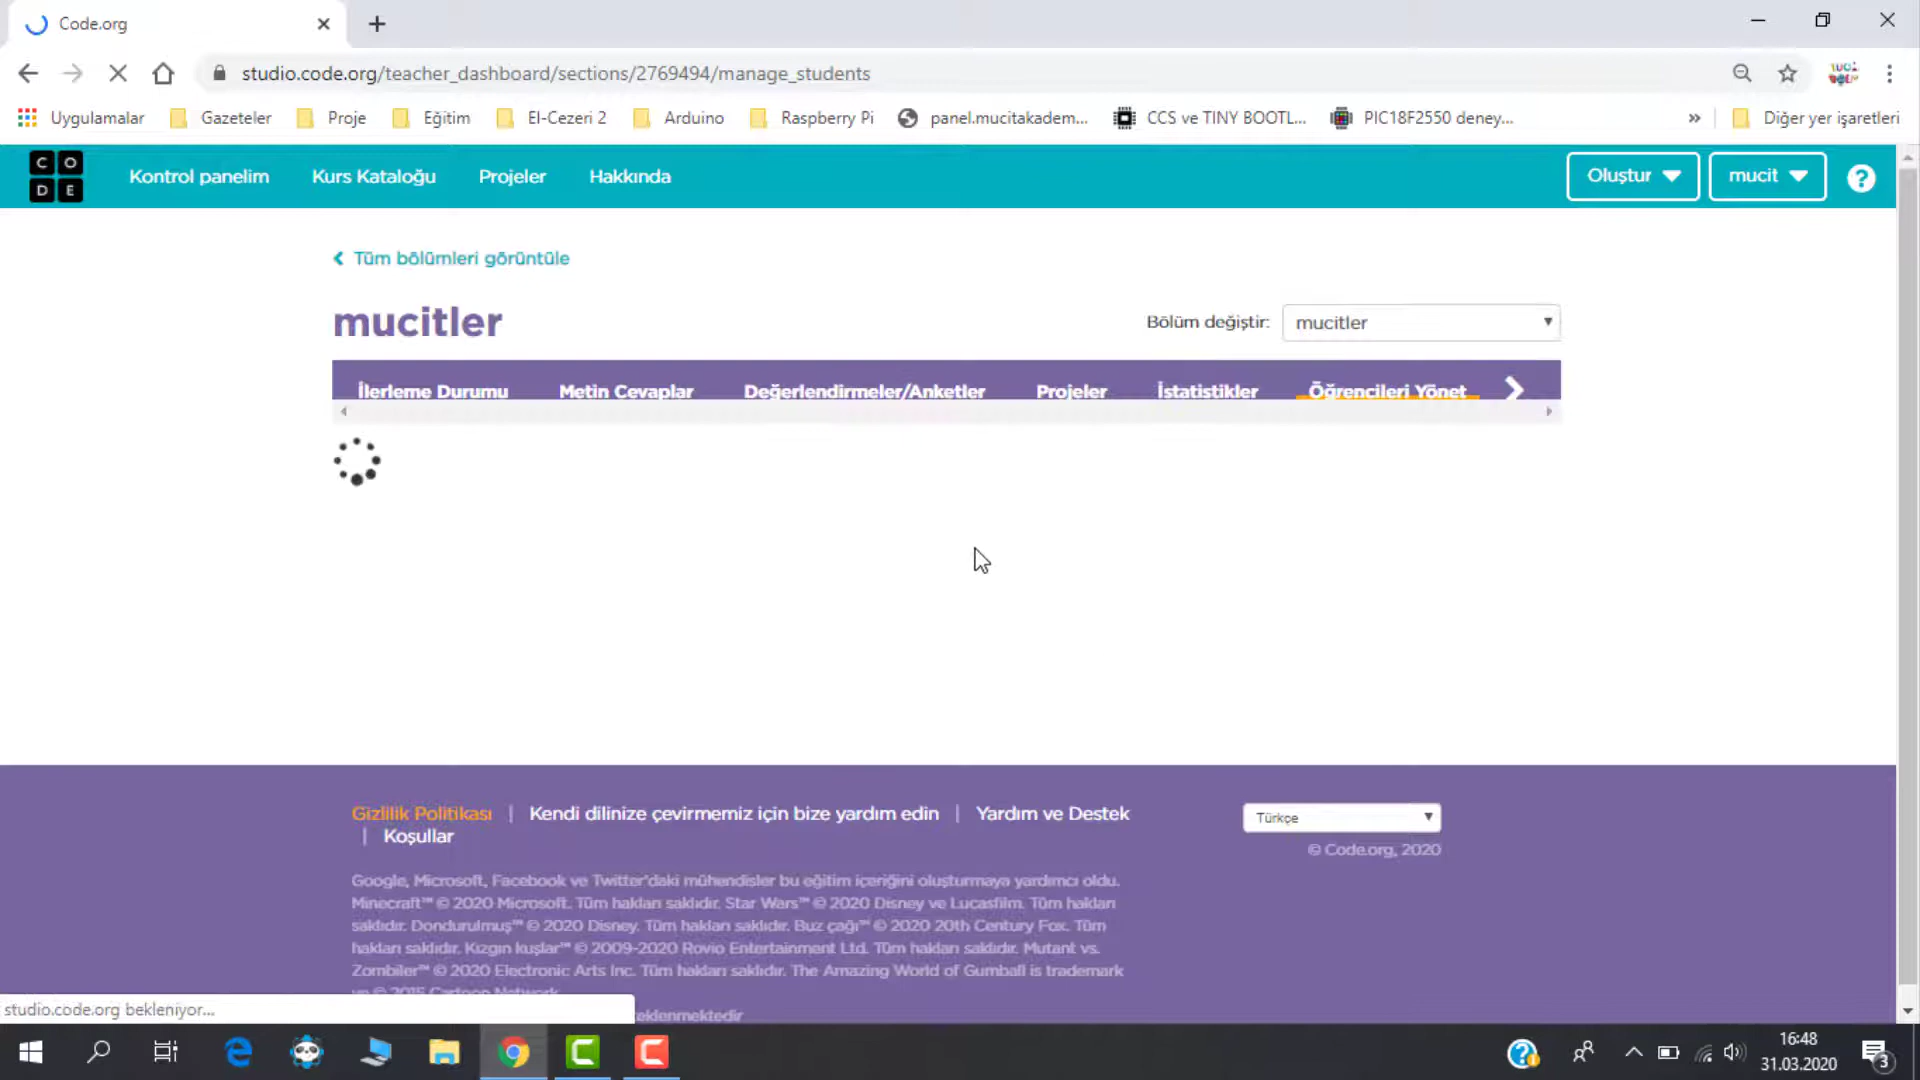 Code.org
studio.code.org/teacher_dashboard/sections/2769494/manage_students
Uygulamalar Gazeteler Proje Eğitim El-Cezeri 2 Arduino Raspberry Pi panel.mucitakadem... CCS ve TINY BOOTL... PIC18F2550 deney... » Diğer yer işaretleri
C O
D E
Kontrol panelim Kurs Kataloğu Projeler Hakkında Oluştur mucit ?
Tüm bölümleri görüntüle
mucitler Bölüm değiştir: mucitler
İlerleme Durumu Metin Cevaplar Değerlendirmeler/Anketler Projeler İstatistikler Öğrencileri Yönet
Gizlilik Politikası | Kendi dilinize çevirmemiz için bize yardım edin | Yardım ve Destek
| Koşullar
Türkçe
© Code.org, 2020
Google, Microsoft, Facebook ve Twitter'daki mühendisler bu eğitim içeriğini oluşturmaya yardımcı oldu.
Minecraft™ © 2020 Microsoft. Tüm hakları saklıdır. Star Wars™ © 2020 Disney ve Lucasfilm. Tüm hakları
saklıdır. Dondurulmuş™ © 2020 Disney. Tüm hakları saklıdır. Buz çağı™ © 2020 20th Century Fox. Tüm
hakları saklıdır. Kızgın kuşlar™ © 2009-2020 Rovio Entertainment Ltd. Tüm hakları saklıdır. Mutant vs.
Zombiler™ © 2020 Electronic Arts Inc. Tüm hakları saklıdır. The Amazing World of Gumball is trademark
ve © 2015 Cartoon Network.
studio.code.org bekleniyor...
16:48
31.03.2020
3